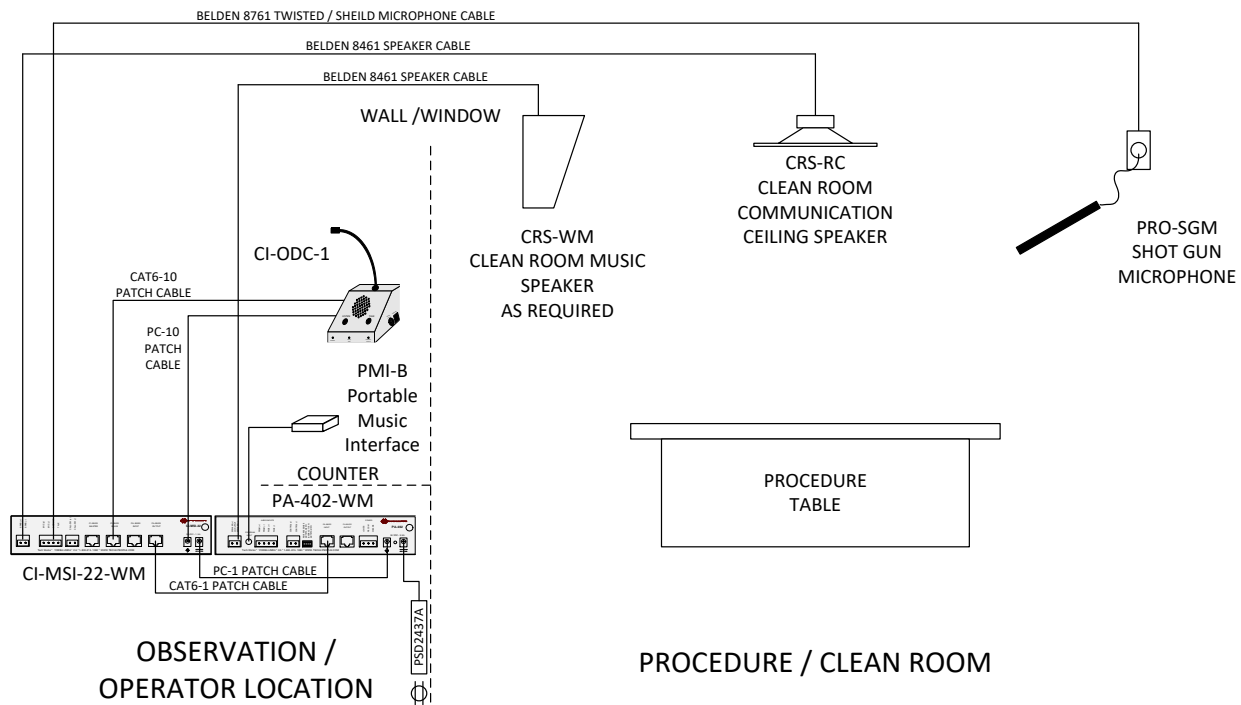 BELDEN 8761 TWISTED / SHEILD MICROPHONE CABLE
BELDEN 8461 SPEAKER CABLE
BELDEN 8461 SPEAKER CABLE
WALL /WINDOW
CRS-RC
CLEAN ROOM
COMMUNICATION
CEILING SPEAKER
PRO-SGM
SHOT GUN
MICROPHONE
CRS-WM
CLEAN ROOM MUSIC
SPEAKER
AS REQUIRED
CI-ODC-1
CAT6-10
PATCH CABLE
PC-10
PATCH
CABLE
PMI-B
Portable
Music
Interface
COUNTER
PA-402-WM
PROCEDURE
TABLE
CI-MSI-22-WM
PC-1 PATCH CABLE
CAT6-1 PATCH CABLE
PSD2437A
OBSERVATION /
OPERATOR LOCATION
PROCEDURE / CLEAN ROOM